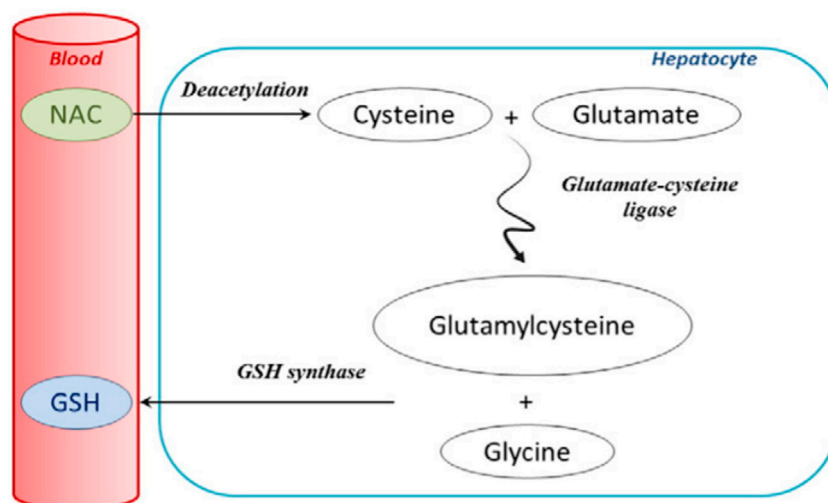 Blood
Hepatocyte
Deacetylation
NAC
Cysteine
+
Glutamate
Glutamate-cysteine
ligase
Glutamylcysteine
GSH synthase
GSH
+
Glycine